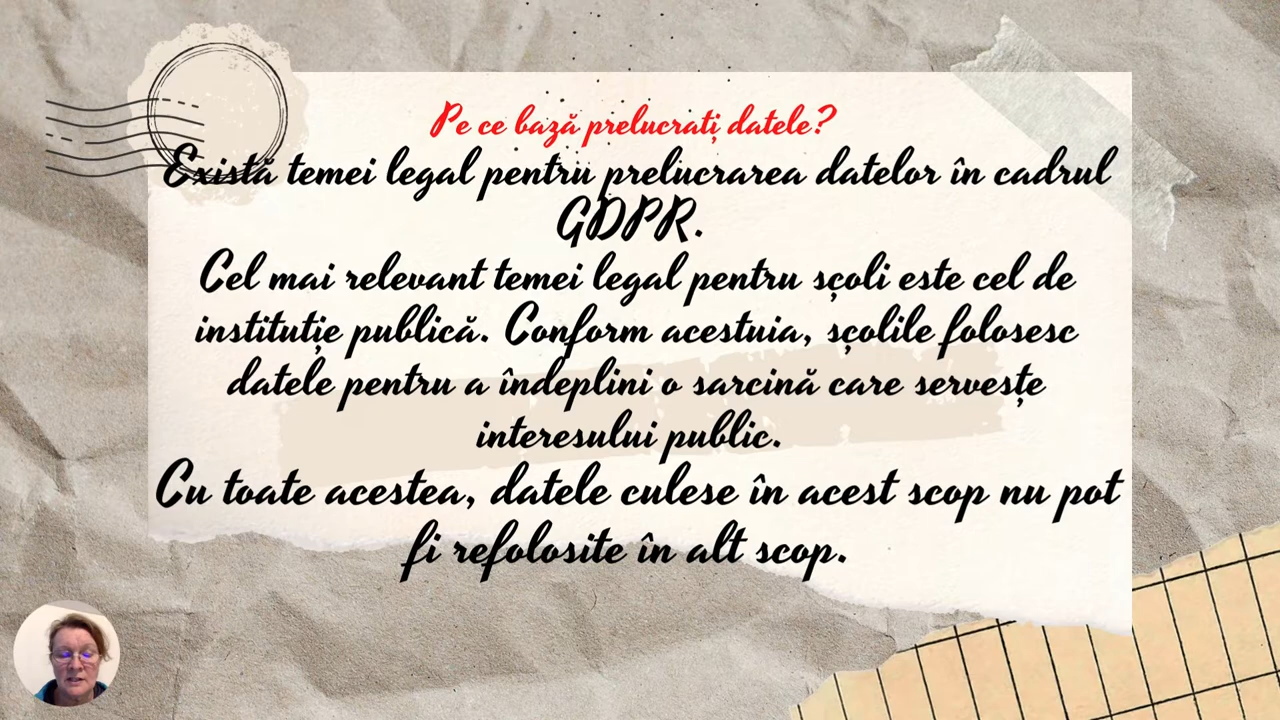 Pe ce bază prelucrați datele?
Există temei legal pentru prelucrarea datelor în cadrul
GDPR.
Cel mai relevant temei legal pentru școli este cel de
instituție publică. Conform acestuia, școlile folosesc
datele pentru a îndeplini o sarcină care servește
interesului public.
Cu toate acestea, datele culese în acest scop nu pot
fi refolosite în alt scop.